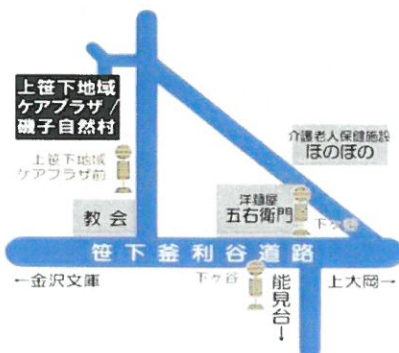 上笹下地域
ケアプラザ/
磯子自然村
上笹下地域
ケアプラザ前
介護老人保健施設
ほのぼの
洋麺屋
五右衛門
下ヶ谷
教会
笹下釜利谷道路
←金沢文庫
下ヶ谷
能見台→
上大岡→